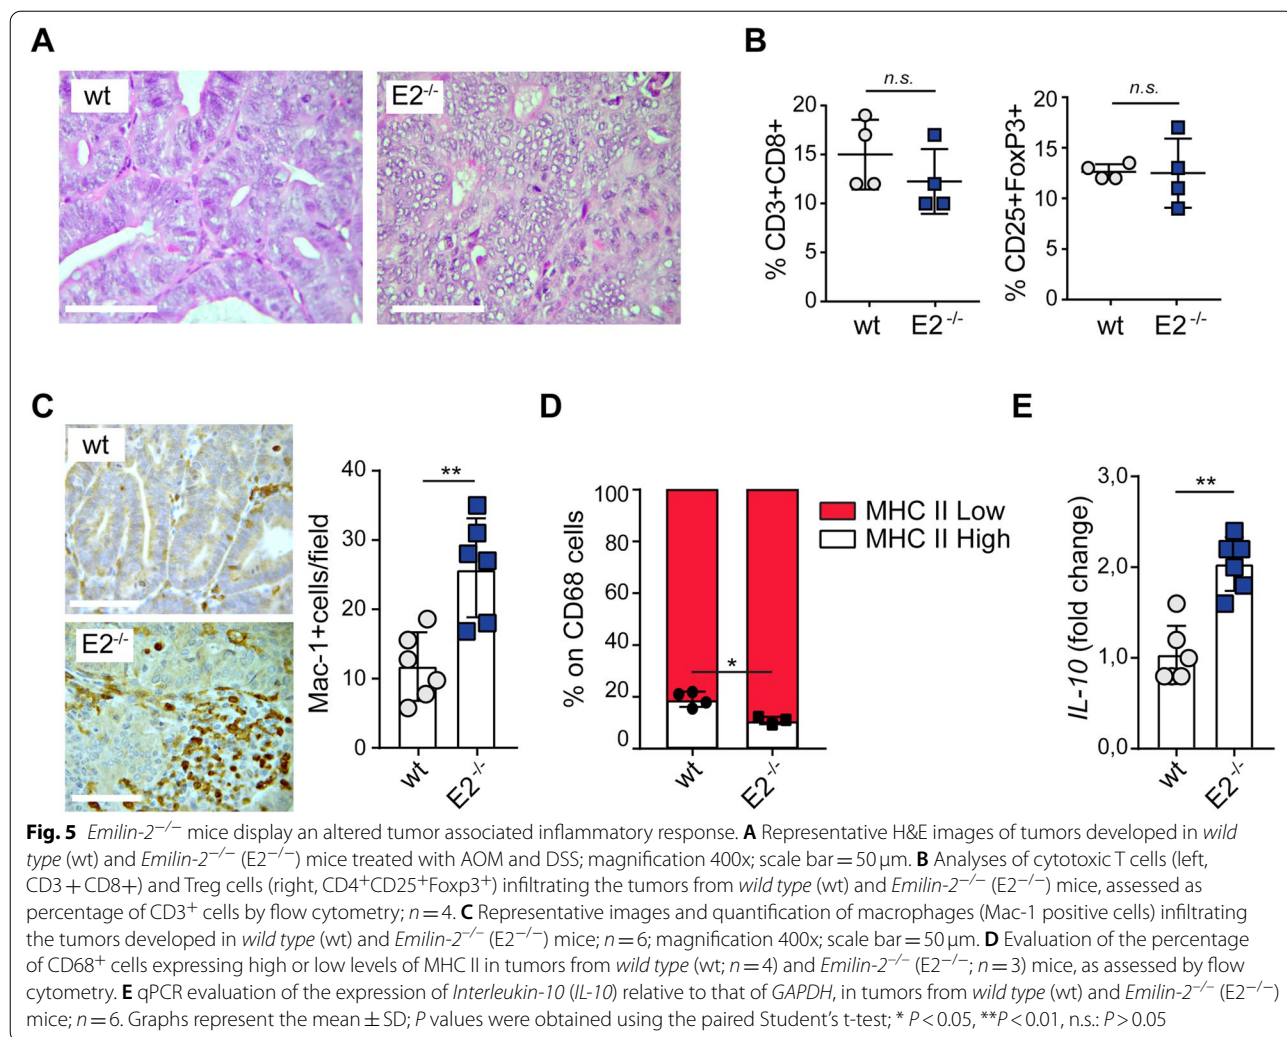 A
wt
E2-/-
B
n.s.
% CD3+CD8+
20
15
10
5
0
wt
E2 -/-
n.s.
% CD25+FoxP3+
20
15
10
5
0
wt
E2 -/-
C
wt
E2-/-
Mac-1+cells/field
40
30
20
10
0
**
wt
E2-/-
D
% on CD68 cells
100
80
60
40
20
0
*
wt
E2-/-
MHC II Low
MHC II High
E
IL-10 (fold change)
3,0
2,0
1,0
0,0
**
wt
E2-/-
Fig. 5 Emilin-2−/− mice display an altered tumor associated inflammatory response. A Representative H&E images of tumors developed in wild
type (wt) and Emilin-2−/− (E2−/−) mice treated with AOM and DSS; magnification 400x; scale bar = 50 μm. B Analyses of cytotoxic T cells (left,
CD3 + CD8+) and Treg cells (right, CD4+CD25+Foxp3+) infiltrating the tumors from wild type (wt) and Emilin-2−/− (E2−/−) mice, assessed as
percentage of CD3+ cells by flow cytometry; n = 4. C Representative images and quantification of macrophages (Mac-1 positive cells) infiltrating
the tumors developed in wild type (wt) and Emilin-2−/− (E2−/−) mice; n = 6; magnification 400x; scale bar = 50 μm. D Evaluation of the percentage
of CD68+ cells expressing high or low levels of MHC II in tumors from wild type (wt; n = 4) and Emilin-2−/− (E2−/−; n = 3) mice, as assessed by flow
cytometry. E qPCR evaluation of the expression of Interleukin-10 (IL-10) relative to that of GAPDH, in tumors from wild type (wt) and Emilin-2−/− (E2−/−)
mice; n = 6. Graphs represent the mean ± SD; P values were obtained using the paired Student's t-test; * P < 0.05, **P < 0.01, n.s.: P > 0.05